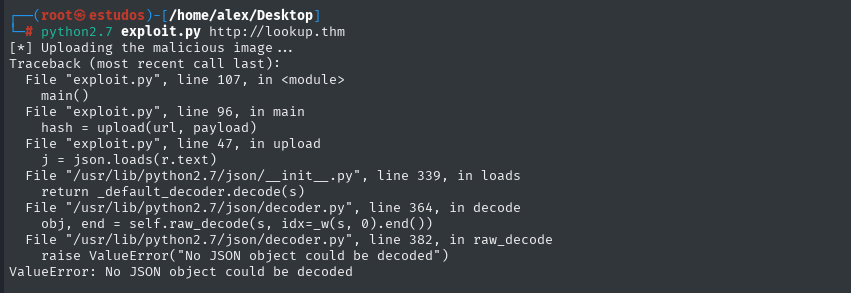 ┌──(root㉿estudos)-[/home/alex/Desktop]
└─# python2.7 exploit.py http://lookup.thm
[*] Uploading the malicious image...
Traceback (most recent call last):
  File "exploit.py", line 107, in <module>
    main()
  File "exploit.py", line 96, in main
    hash = upload(url, payload)
  File "exploit.py", line 47, in upload
    j = json.loads(r.text)
  File "/usr/lib/python2.7/json/__init__.py", line 339, in loads
    return _default_decoder.decode(s)
  File "/usr/lib/python2.7/json/decoder.py", line 364, in decode
    obj, end = self.raw_decode(s, idx=_w(s, 0).end())
  File "/usr/lib/python2.7/json/decoder.py", line 382, in raw_decode
    raise ValueError("No JSON object could be decoded")
ValueError: No JSON object could be decoded